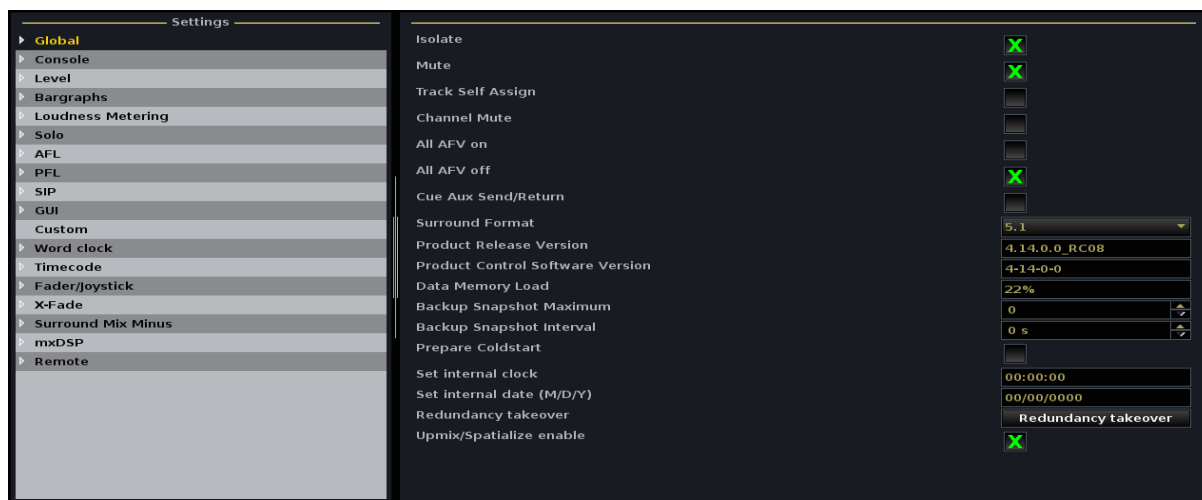 Settings
Global
Console
Level
Bargraphs
Loudness Metering
Solo
AFL
PFL
SIP
GUI
Custom
Word clock
Timecode
Fader/Joystick
X-Fade
Surround Mix Minus
mxDSP
Remote
Isolate X
Mute X
Track Self Assign
Channel Mute
All AFV on
All AFV off X
Cue Aux Send/Return
Surround Format 5.1
Product Release Version 4.14.0.0_RC08
Product Control Software Version 4-14-0-0
Data Memory Load 22%
Backup Snapshot Maximum 0
Backup Snapshot Interval 0 s
Prepare Coldstart
Set internal clock 00:00:00
Set internal date (M/D/Y) 00/00/0000
Redundancy takeover Redundancy takeover
Upmix/Spatialize enable X